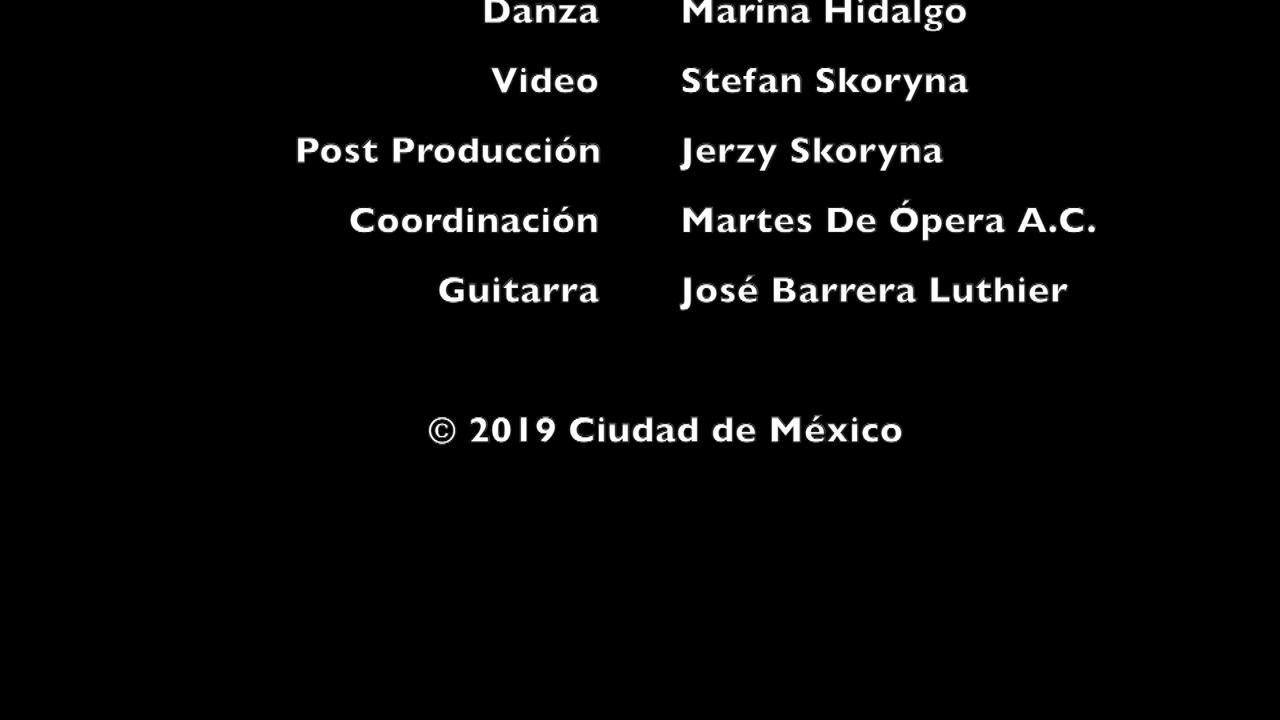 Danza Marina Hidalgo
Video Stefan Skoryna
Post Producción Jerzy Skoryna
Coordinación Martes De Ópera A.C.
Guitarra José Barrera Luthier
© 2019 Ciudad de México